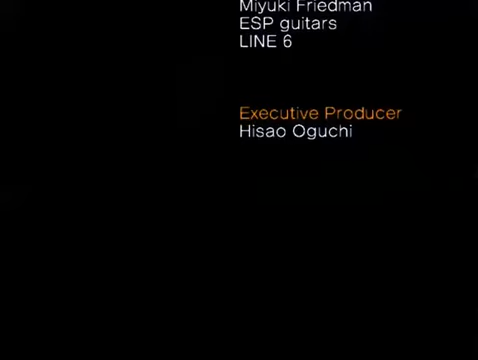 Miyuki Friedman
ESP guitars
LINE 6
Executive Producer
Hisao Oguchi